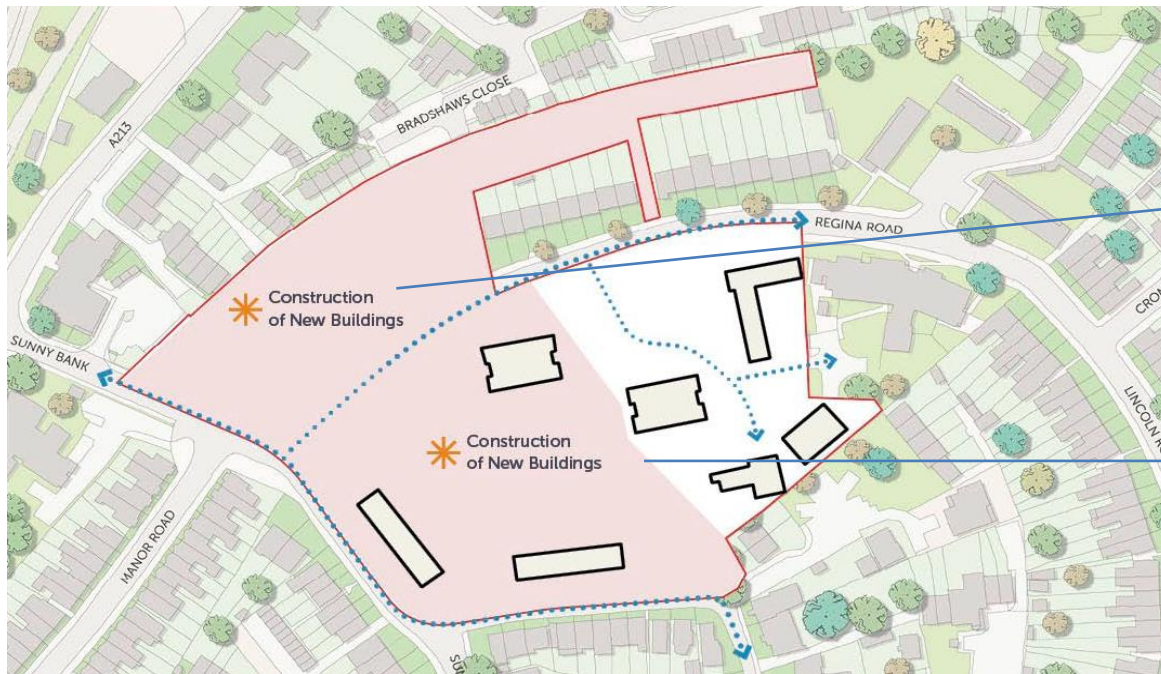 BRADSHAWS CLOSE
A213
REGINA ROAD
Construction
of New Buildings
SUNNY BANK
Construction
of New Buildings
MANOR ROAD